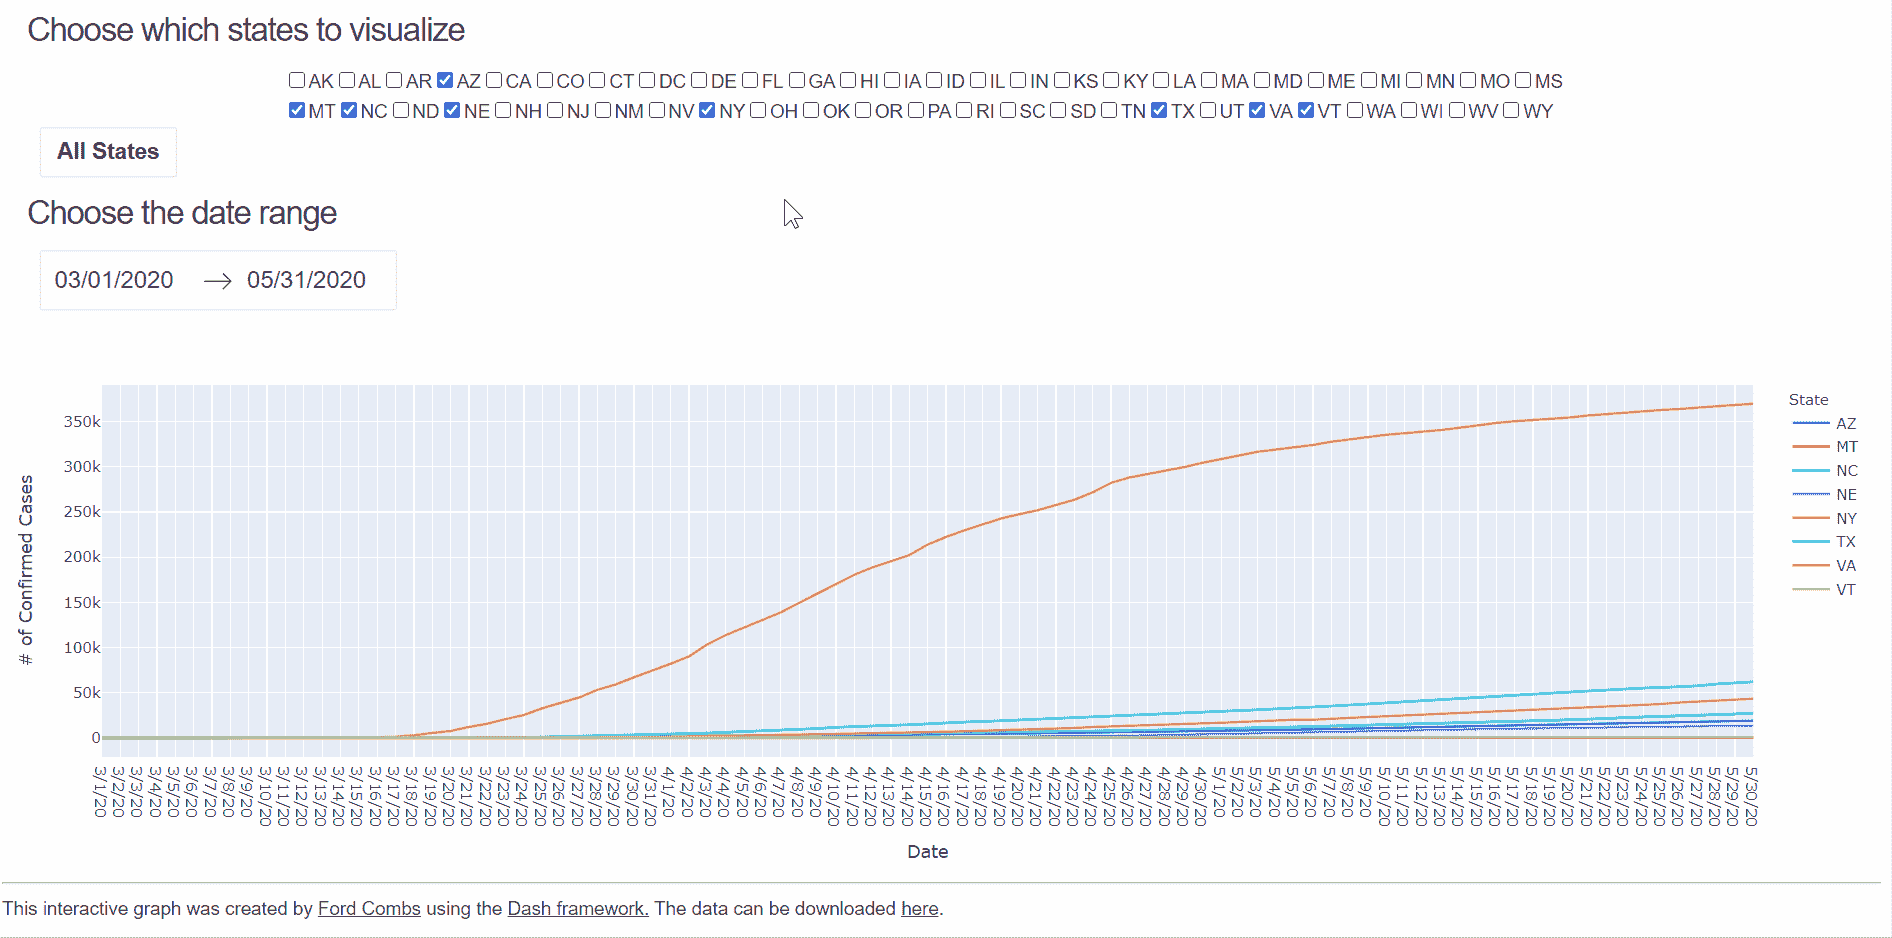 Choose which states to visualize
AK AL AR AZ CA CO CT DC DE FL GA HI IA ID IL IN KS KY LA MA MD ME MI MN MO MS
MT NC ND NE NH NJ NM NV NY OH OK OR PA RI SC SD TN TX UT VA VT WA WI WV WY
All States
Choose the date range
03/01/2020 → 05/31/2020
# of Confirmed Cases
350k
300k
250k
200k
150k
100k
50k
0
3/1/20 3/2/20 3/3/20 3/4/20 3/5/20 3/6/20 3/7/20 3/8/20 3/9/20 3/10/20 3/11/20 3/12/20 3/13/20 3/14/20 3/15/20 3/16/20 3/17/20 3/18/20 3/19/20 3/20/20 3/21/20 3/22/20 3/23/20 3/24/20 3/25/20 3/26/20 3/27/20 3/28/20 3/29/20 3/30/20 3/31/20 4/1/20 4/2/20 4/3/20 4/4/20 4/5/20 4/6/20 4/7/20 4/8/20 4/9/20 4/10/20 4/11/20 4/12/20 4/13/20 4/14/20 4/15/20 4/16/20 4/17/20 4/18/20 4/19/20 4/20/20 4/21/20 4/22/20 4/23/20 4/24/20 4/25/20 4/26/20 4/27/20 4/28/20 4/29/20 4/30/20 5/1/20 5/2/20 5/3/20 5/4/20 5/5/20 5/6/20 5/7/20 5/8/20 5/9/20 5/10/20 5/11/20 5/12/20 5/13/20 5/14/20 5/15/20 5/16/20 5/17/20 5/18/20 5/19/20 5/20/20 5/21/20 5/22/20 5/23/20 5/24/20 5/25/20 5/26/20 5/27/20 5/28/20 5/29/20 5/30/20
Date
State
AZ
MT
NC
NE
NY
TX
VA
VT
This interactive graph was created by Ford Combs using the Dash framework. The data can be downloaded here.